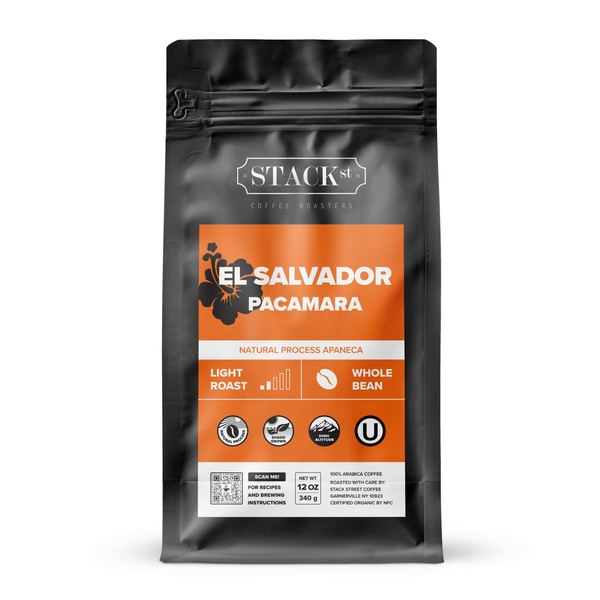 STACK st
COFFEE ROASTERS
EL SALVADOR
PACAMARA
NATURAL PROCESS APANECA
LIGHT
ROAST
WHOLE
BEAN
NATURAL PROCESS
SHADE
GROWN
HIGH
ALTITUDE
U
SCAN ME!
FOR RECIPES
AND BREWING
INSTRUCTIONS
NET WT
12 OZ
340 g
100% ARABICA COFFEE
ROASTED WITH CARE BY:
STACK STREET COFFEE
GARNERVILLE NY 10923
CERTIFIED ORGANIC BY NFC